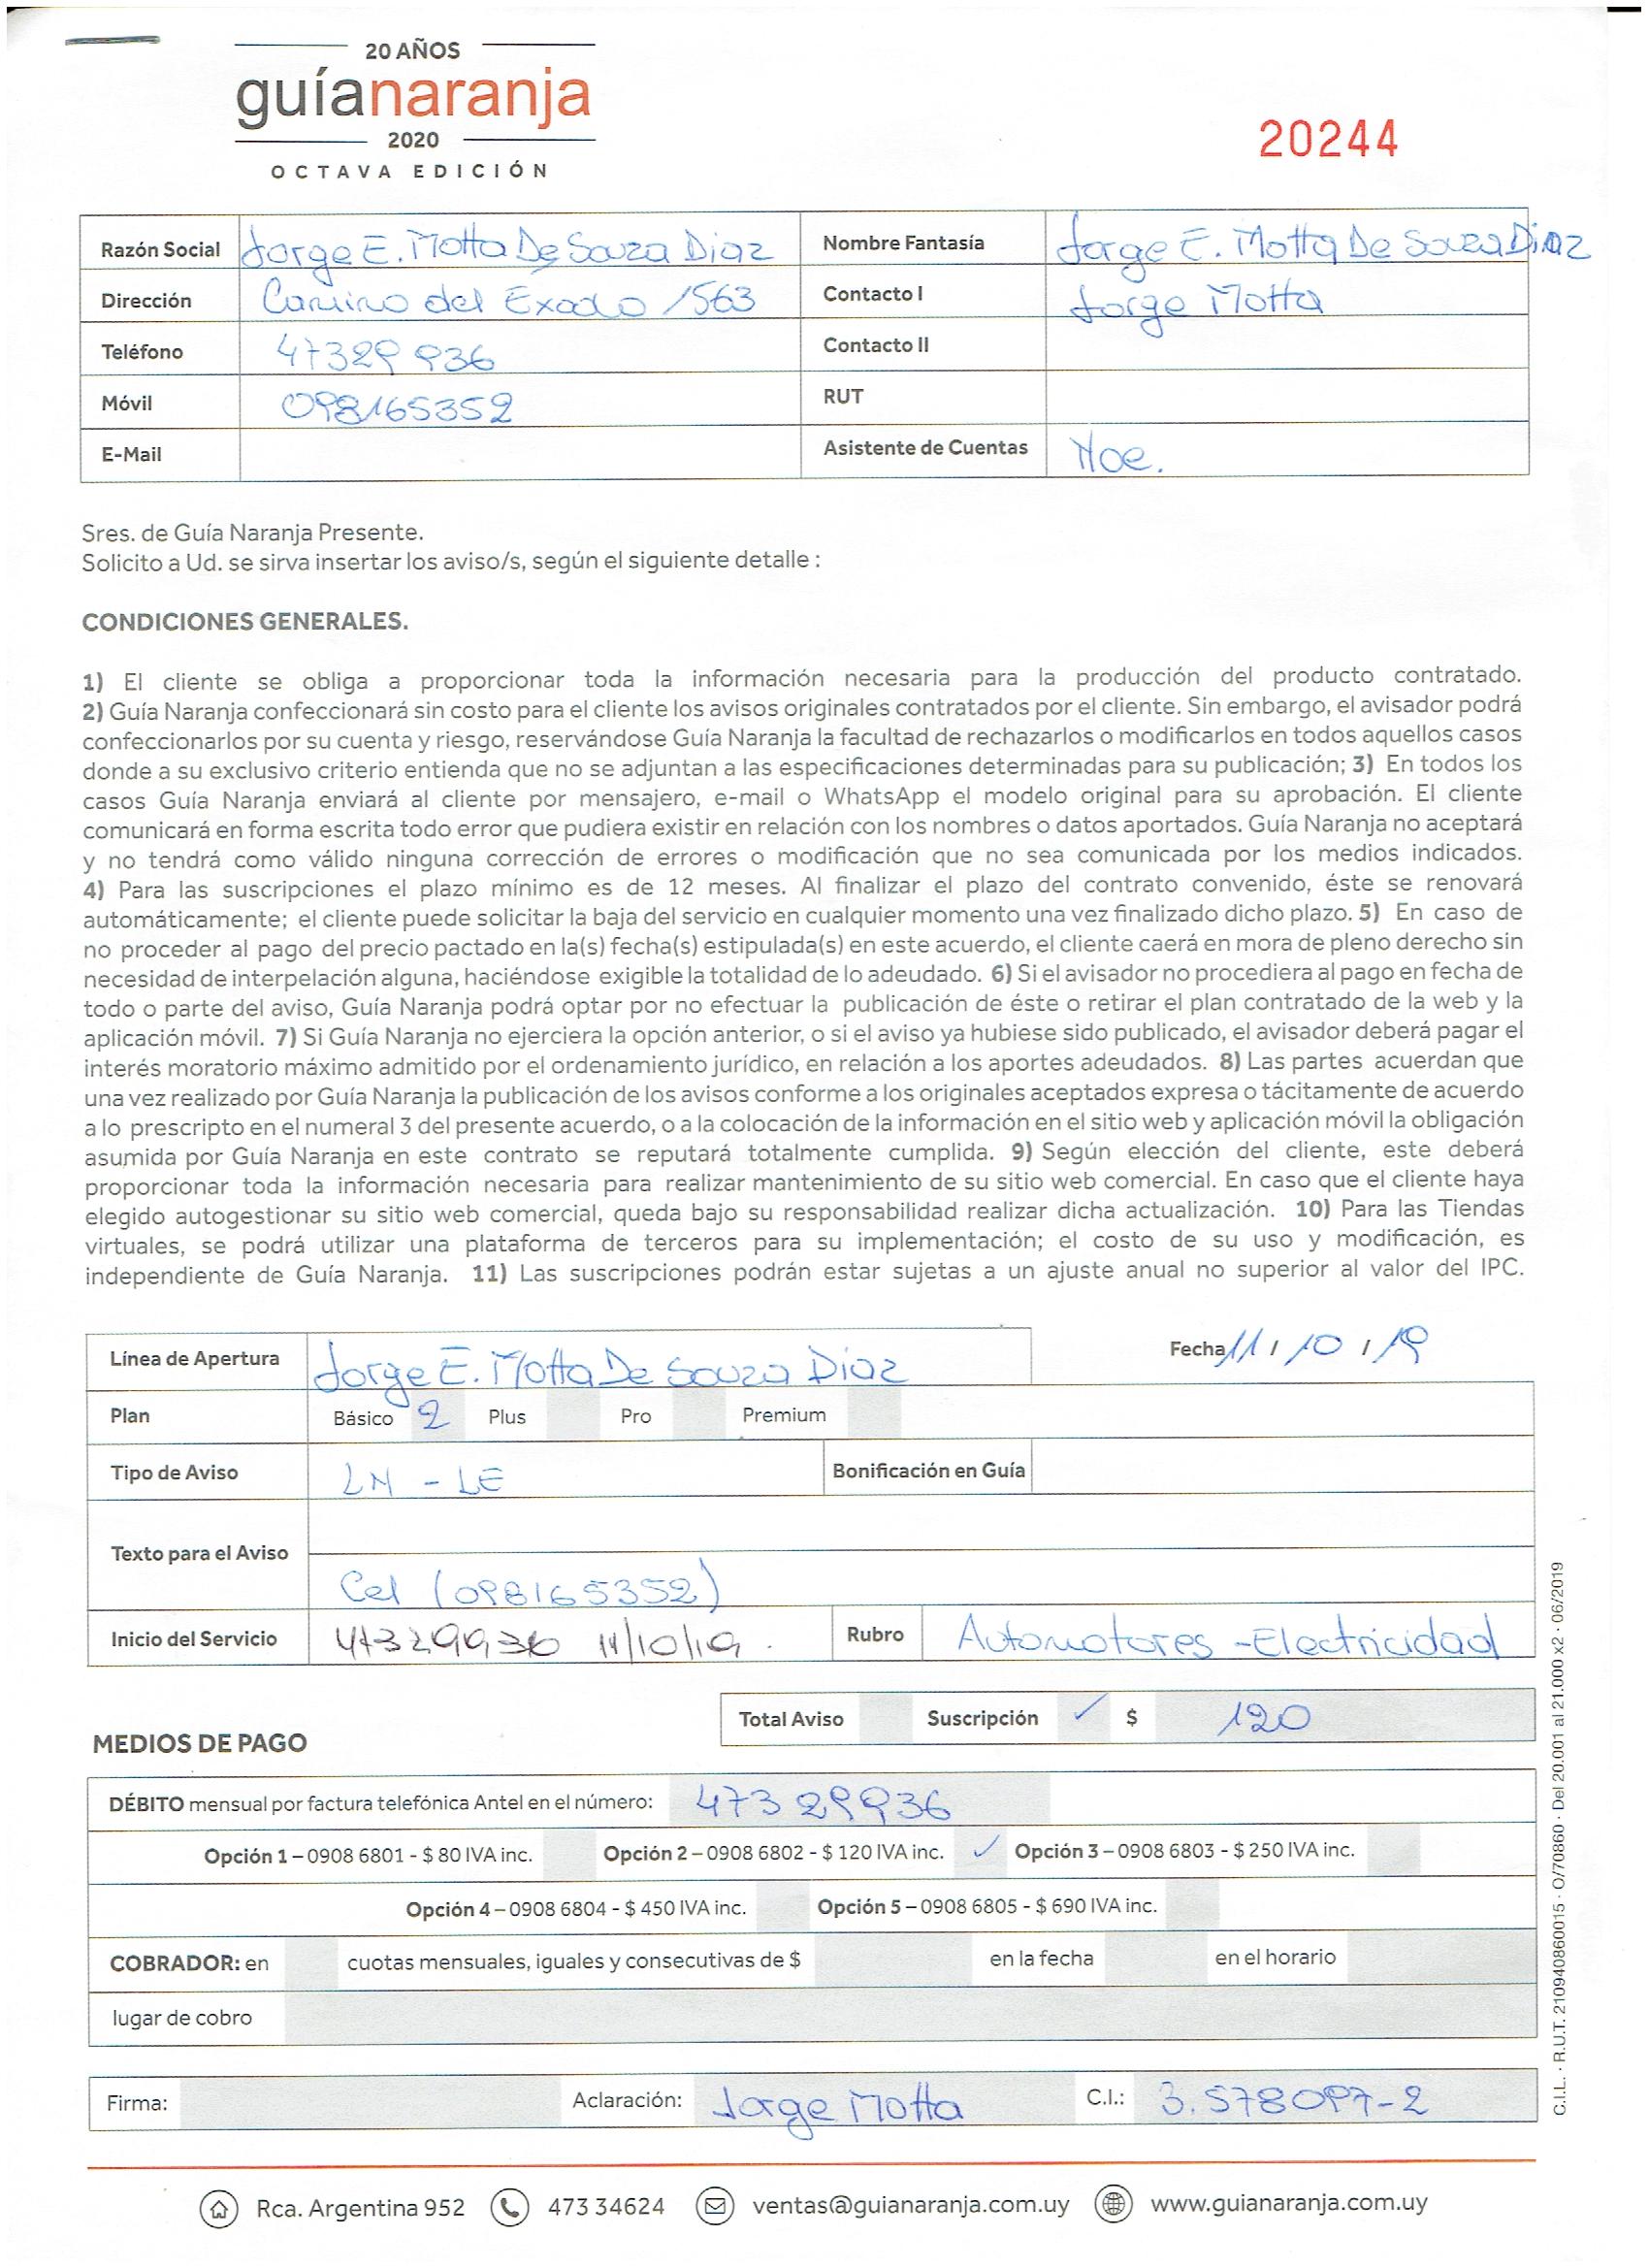 20 AÑOS
guíanaranja
2020
OCTAVA EDICIÓN
20244
Razón Social Jorge E. Motta De Souza Diaz Nombre Fantasía Jorge E. Motta De Souza Diaz
Dirección Camino del Exodo 1563 Contacto I Jorge Motta
Teléfono 47329936 Contacto II
Móvil 098165352 RUT
E-Mail Asistente de Cuentas Noe.
Sres. de Guía Naranja Presente.
Solicito a Ud. se sirva insertar los aviso/s, según el siguiente detalle :
CONDICIONES GENERALES.
1) El cliente se obliga a proporcionar toda la información necesaria para la producción del producto contratado.
2) Guía Naranja confeccionará sin costo para el cliente los avisos originales contratados por el cliente. Sin embargo, el avisador podrá
confeccionarlos por su cuenta y riesgo, reservándose Guía Naranja la facultad de rechazarlos o modificarlos en todos aquellos casos
donde a su exclusivo criterio entienda que no se adjuntan a las especificaciones determinadas para su publicación; 3) En todos los
casos Guía Naranja enviará al cliente por mensajero, e-mail o WhatsApp el modelo original para su aprobación. El cliente
comunicará en forma escrita todo error que pudiera existir en relación con los nombres o datos aportados. Guía Naranja no aceptará
y no tendrá como válido ninguna corrección de errores o modificación que no sea comunicada por los medios indicados.
4) Para las suscripciones el plazo mínimo es de 12 meses. Al finalizar el plazo del contrato convenido, éste se renovará
automáticamente; el cliente puede solicitar la baja del servicio en cualquier momento una vez finalizado dicho plazo. 5) En caso de
no proceder al pago del precio pactado en la(s) fecha(s) estipulada(s) en este acuerdo, el cliente caerá en mora de pleno derecho sin
necesidad de interpelación alguna, haciéndose exigible la totalidad de lo adeudado. 6) Si el avisador no procediera al pago en fecha de
todo o parte del aviso, Guía Naranja podrá optar por no efectuar la publicación de éste o retirar el plan contratado de la web y la
aplicación móvil. 7) Si Guía Naranja no ejerciera la opción anterior, o si el aviso ya hubiese sido publicado, el avisador deberá pagar el
interés moratorio máximo admitido por el ordenamiento jurídico, en relación a los aportes adeudados. 8) Las partes acuerdan que
una vez realizado por Guía Naranja la publicación de los avisos conforme a los originales aceptados expresa o tácitamente de acuerdo
a lo prescripto en el numeral 3 del presente acuerdo, o a la colocación de la información en el sitio web y aplicación móvil la obligación
asumida por Guía Naranja en este contrato se reputará totalmente cumplida. 9) Según elección del cliente, este deberá
proporcionar toda la información necesaria para realizar mantenimiento de su sitio web comercial. En caso que el cliente haya
elegido autogestionar su sitio web comercial, queda bajo su responsabilidad realizar dicha actualización. 10) Para las Tiendas
virtuales, se podrá utilizar una plataforma de terceros para su implementación; el costo de su uso y modificación, es
independiente de Guía Naranja. 11) Las suscripciones podrán estar sujetas a un ajuste anual no superior al valor del IPC.
Línea de Apertura Jorge E. Motta De Souza Diaz Fecha 11 / 10 / 19
Plan Básico 2 Plus Pro Premium
Tipo de Aviso LN - LE Bonificación en Guía
Texto para el Aviso
Cel (098165352)
Inicio del Servicio 47329936 11/10/19. Rubro Automotores - Electricidad
Total Aviso Suscripción ✓ $ 120
MEDIOS DE PAGO
DÉBITO mensual por factura telefónica Antel en el número: 47329936
Opción 1 – 0908 6801 - $ 80 IVA inc. Opción 2 – 0908 6802 - $ 120 IVA inc. ✓ Opción 3 – 0908 6803 - $ 250 IVA inc.
Opción 4 – 0908 6804 - $ 450 IVA inc. Opción 5 – 0908 6805 - $ 690 IVA inc.
COBRADOR: en cuotas mensuales, iguales y consecutivas de $ en la fecha en el horario
lugar de cobro
Firma: Aclaración: Jorge Motta C.I.: 3.578097-2
C.I.L. · R.U.T. 210940860015 · O/70860 · Del 20.001 al 21.000 x2 · 06/2019
Rca. Argentina 952 473 34624 ventas@guianaranja.com.uy www.guianaranja.com.uy